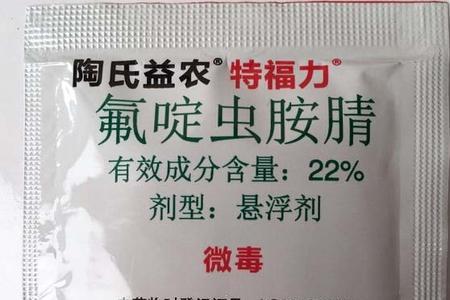 陶氏益农® 特福力®
氟啶虫胺腈
有效成分含量：22%
剂型：悬浮剂
微毒